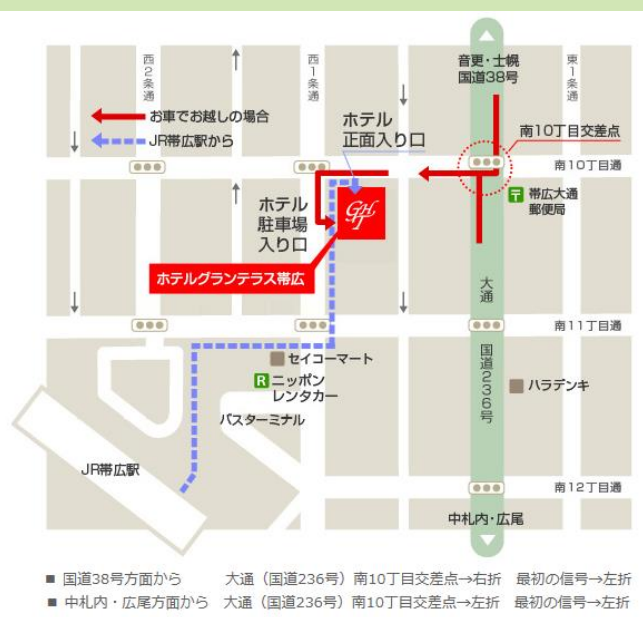 音更・士幌
国道38号
西2条通
西1条通
東1条通
お車でお越しの場合
JR帯広駅から
ホテル
正面入り口
南10丁目交差点
南10丁目通
ホテル
駐車場
入り口
GHT
帯広大通
郵便局
ホテルグランテラス帯広
大通
南11丁目通
国道236号
セイコーマート
R ニッポン
レンタカー
ハラデンキ
バスターミナル
JR帯広駅
南12丁目通
中札内・広尾
■ 国道38号方面から 大通（国道236号）南10丁目交差点→右折 最初の信号→左折
■ 中札内・広尾方面から 大通（国道236号）南10丁目交差点→左折 最初の信号→左折